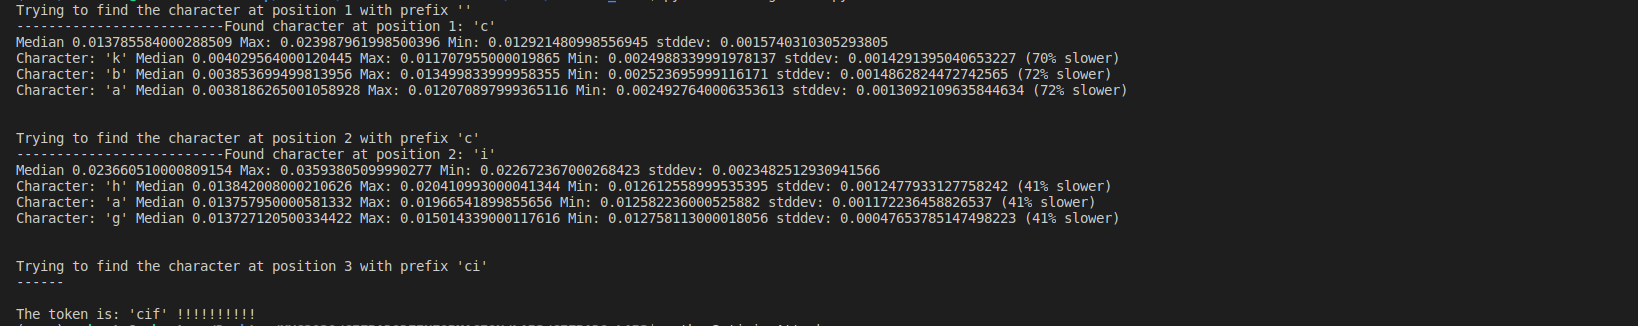 Trying to find the character at position 1 with prefix ''
--------------------------Found character at position 1: 'c'
Median 0.013785584000288509 Max: 0.023987961998500396 Min: 0.012921480998556945 stddev: 0.0015740310305293805
Character: 'k' Median 0.004029564000120445 Max: 0.011707955000019865 Min: 0.0024988339991978137 stddev: 0.0014291395040653227 (70% slower)
Character: 'b' Median 0.003853699499813956 Max: 0.013499833999958355 Min: 0.002523695999116171 stddev: 0.0014862824472742565 (72% slower)
Character: 'a' Median 0.0038186265001058928 Max: 0.012070897999365116 Min: 0.0024927640006353613 stddev: 0.0013092109635844634 (72% slower)
Trying to find the character at position 2 with prefix 'c'
--------------------------Found character at position 2: 'i'
Median 0.023660510000809154 Max: 0.03593805099990277 Min: 0.022672367000268423 stddev: 0.0023482512930941566
Character: 'h' Median 0.013842008000210626 Max: 0.020410993000041344 Min: 0.012612558999535395 stddev: 0.0012477933127758242 (41% slower)
Character: 'a' Median 0.013757950000581332 Max: 0.01966541899855656 Min: 0.012582236000525882 stddev: 0.001172236458826537 (41% slower)
Character: 'g' Median 0.013727120500334422 Max: 0.015014339000117616 Min: 0.012758113000018056 stddev: 0.00047653785147498223 (41% slower)
Trying to find the character at position 3 with prefix 'ci'
------
The token is: 'cif' !!!!!!!!!!